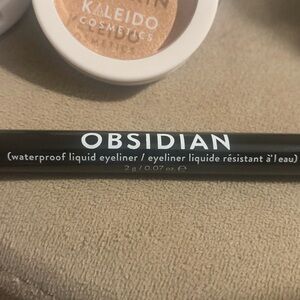 KALEIDO
COSMETICS
OBSIDIAN
(waterproof liquid eyeliner / eyeliner liquide résistant à l'eau)
2 g / 0.07 oz. ℮